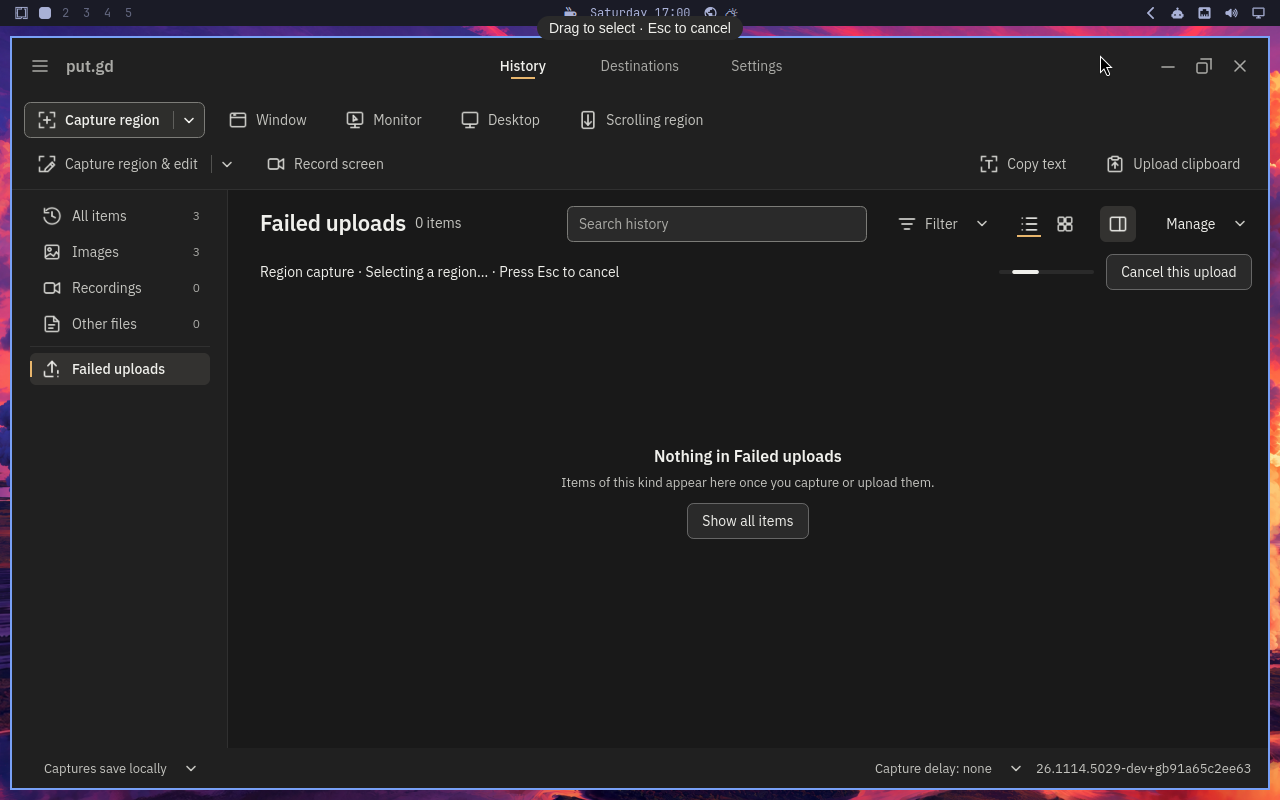 2 3 4 5
Saturday 17:00
Drag to select · Esc to cancel
put.gd
History
Destinations
Settings
Capture region
Window
Monitor
Desktop
Scrolling region
Capture region & edit
Record screen
Copy text
Upload clipboard
All items 3
Images 3
Recordings 0
Other files 0
Failed uploads
Failed uploads 0 items
Search history
Filter
Manage
Region capture · Selecting a region... · Press Esc to cancel
Cancel this upload
Nothing in Failed uploads
Items of this kind appear here once you capture or upload them.
Show all items
Captures save locally
Capture delay: none
26.1114.5029-dev+gb91a65c2ee63